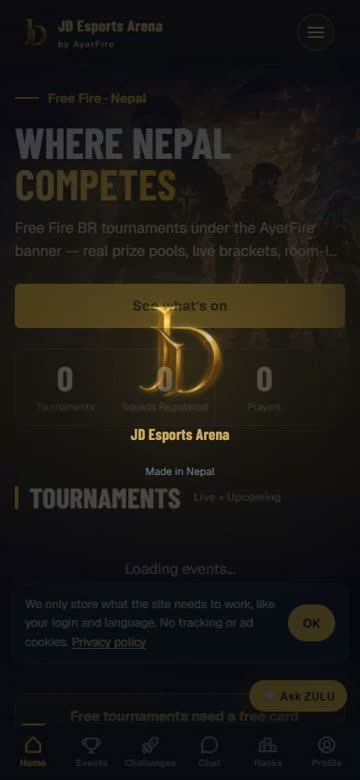 JD Esports Arena
by AyerFire
Free Fire · Nepal
WHERE NEPAL
COMPETES
Free Fire BR tournaments under the AyerFire
banner — real prize pools, live brackets, room-l...
See what's on
0
0
0
Tournaments
Squads Registered
Players
JD Esports Arena
Made in Nepal
TOURNAMENTS
Live + Upcoming
Loading events...
We only store what the site needs to work, like
your login and language. No tracking or ad
cookies. Privacy policy
OK
Ask ZULU
Free tournaments need a free card
Home
Events
Challenges
Chat
Ranks
Profile